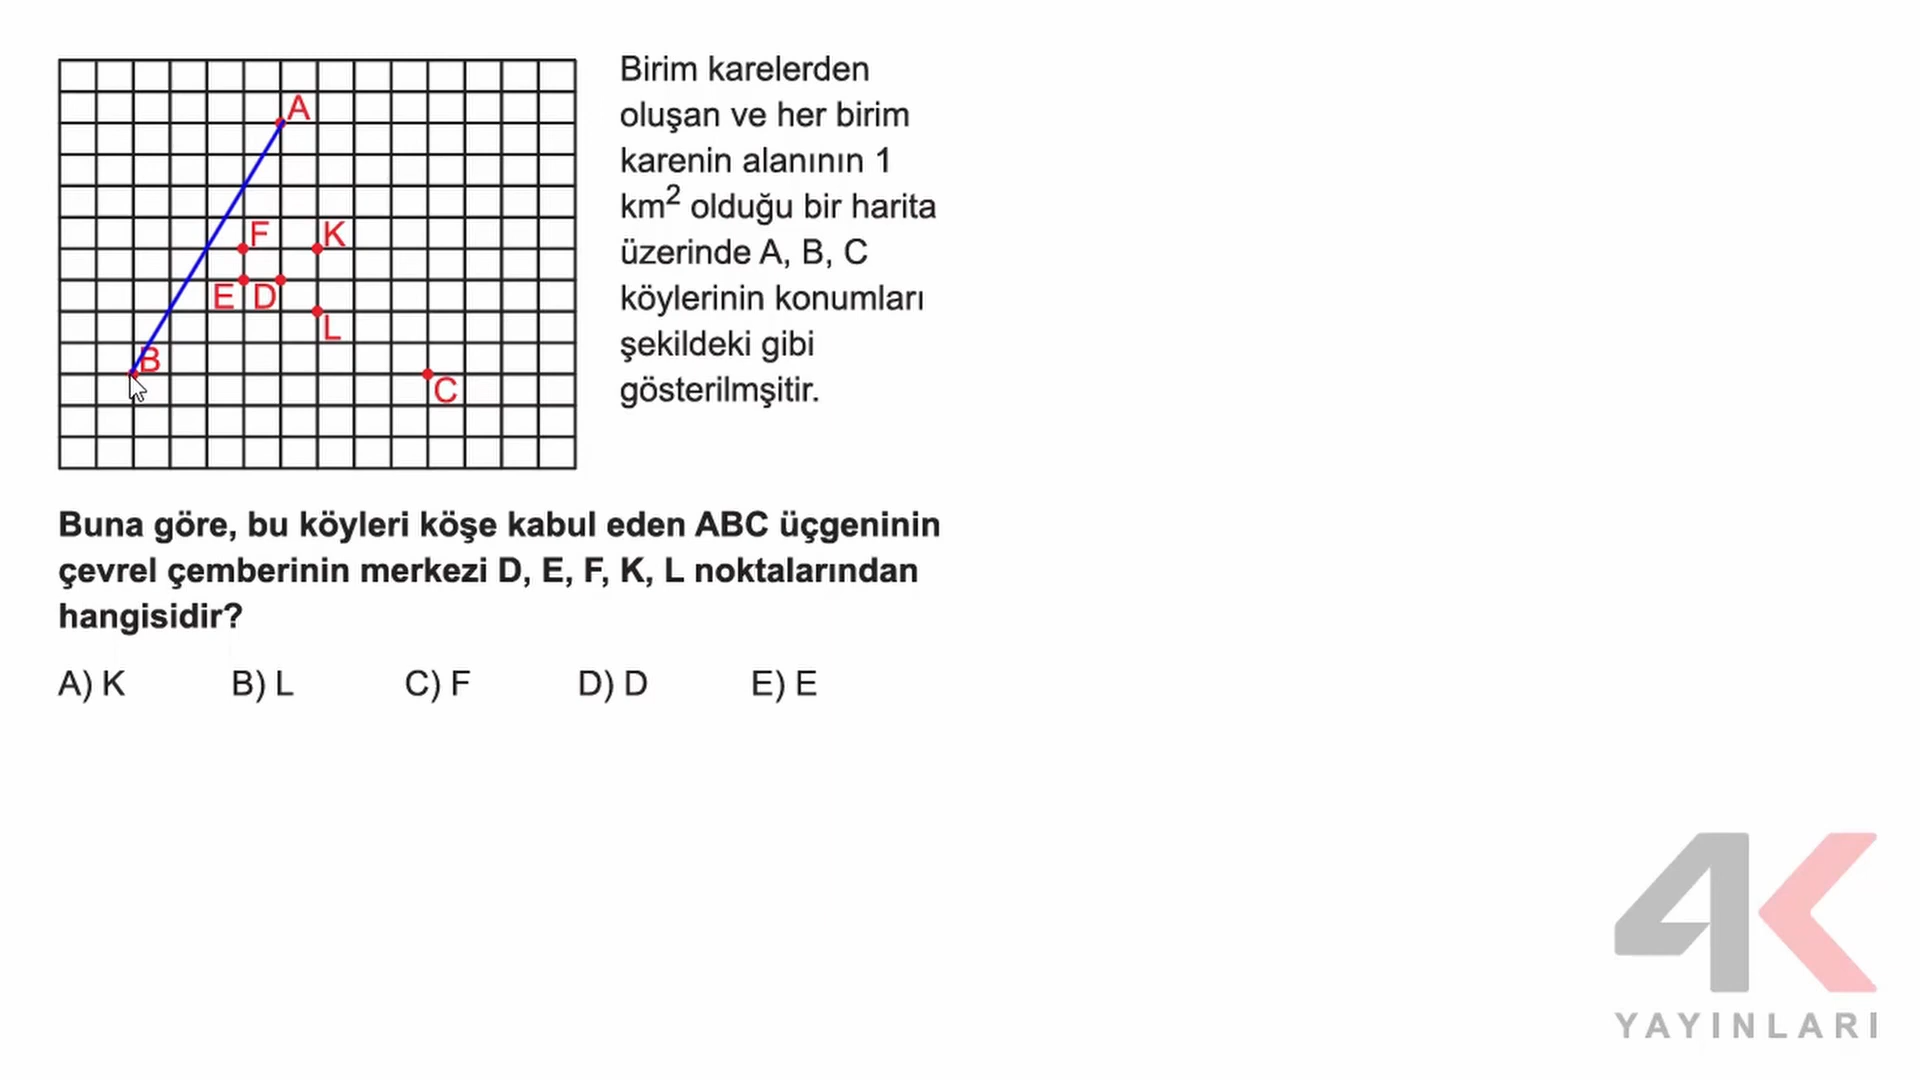 A
F
K
E
D
L
B
C
Birim karelerden
oluşan ve her birim
karenin alanının 1
km² olduğu bir harita
üzerinde A, B, C
köylerinin konumları
şekildeki gibi
gösterilmşitir.
Buna göre, bu köyleri köşe kabul eden ABC üçgeninin
çevrel çemberinin merkezi D, E, F, K, L noktalarından
hangisidir?
A) K B) L C) F D) D E) E
4K
YAYINLARI